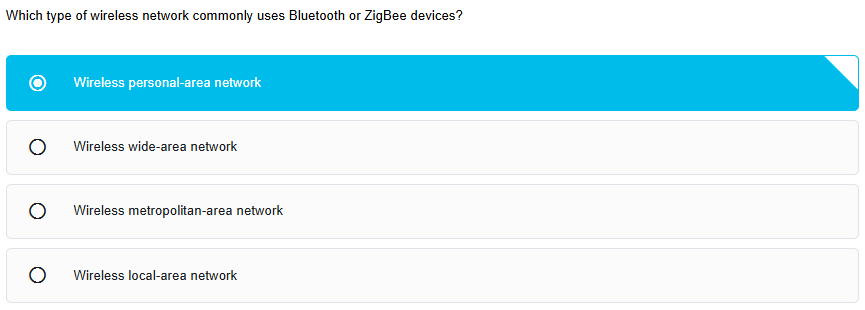 Which type of wireless network commonly uses Bluetooth or ZigBee devices?
Wireless personal-area network
Wireless wide-area network
Wireless metropolitan-area network
Wireless local-area network